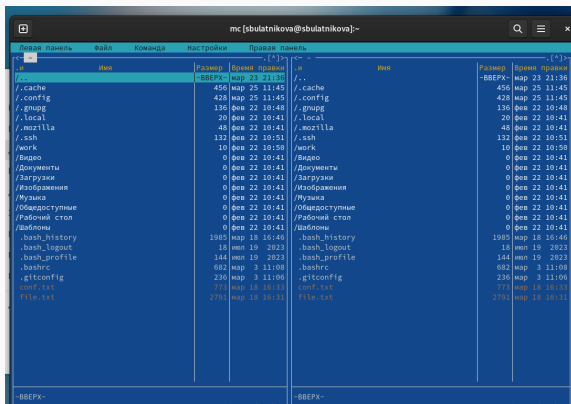 mc [sbulatnikova@sbulatnikova]:~
Левая панель Файл Команда Настройки Правая панель
<- ~ .[^]> <- ~ .[^]>
.и Имя Размер Время правки .и Имя Размер Время правки
/.. -ВВЕРХ- мар 23 21:36 /.. -ВВЕРХ- мар 23 21:36
/.cache 456 мар 25 11:45 /.cache 456 мар 25 11:45
/.config 428 мар 25 11:45 /.config 428 мар 25 11:45
/.gnupg 136 фев 22 10:48 /.gnupg 136 фев 22 10:48
/.local 20 фев 22 10:41 /.local 20 фев 22 10:41
/.mozilla 48 фев 22 10:41 /.mozilla 48 фев 22 10:41
/.ssh 132 фев 22 10:51 /.ssh 132 фев 22 10:51
/work 10 фев 22 10:50 /work 10 фев 22 10:50
/Видео 0 фев 22 10:41 /Видео 0 фев 22 10:41
/Документы 0 фев 22 10:41 /Документы 0 фев 22 10:41
/Загрузки 0 фев 22 10:41 /Загрузки 0 фев 22 10:41
/Изображения 0 фев 22 10:41 /Изображения 0 фев 22 10:41
/Музыка 0 фев 22 10:41 /Музыка 0 фев 22 10:41
/Общедоступные 0 фев 22 10:41 /Общедоступные 0 фев 22 10:41
/Рабочий стол 0 фев 22 10:41 /Рабочий стол 0 фев 22 10:41
/Шаблоны 0 фев 22 10:41 /Шаблоны 0 фев 22 10:41
.bash_history 1985 мар 18 16:46 .bash_history 1985 мар 18 16:46
.bash_logout 18 июл 19 2023 .bash_logout 18 июл 19 2023
.bash_profile 144 июл 19 2023 .bash_profile 144 июл 19 2023
.bashrc 682 мар 3 11:08 .bashrc 682 мар 3 11:08
.gitconfig 236 мар 3 11:06 .gitconfig 236 мар 3 11:06
conf.txt 773 мар 18 16:33 conf.txt 773 мар 18 16:33
file.txt 2791 мар 18 16:31 file.txt 2791 мар 18 16:31
-ВВЕРХ- -ВВЕРХ-